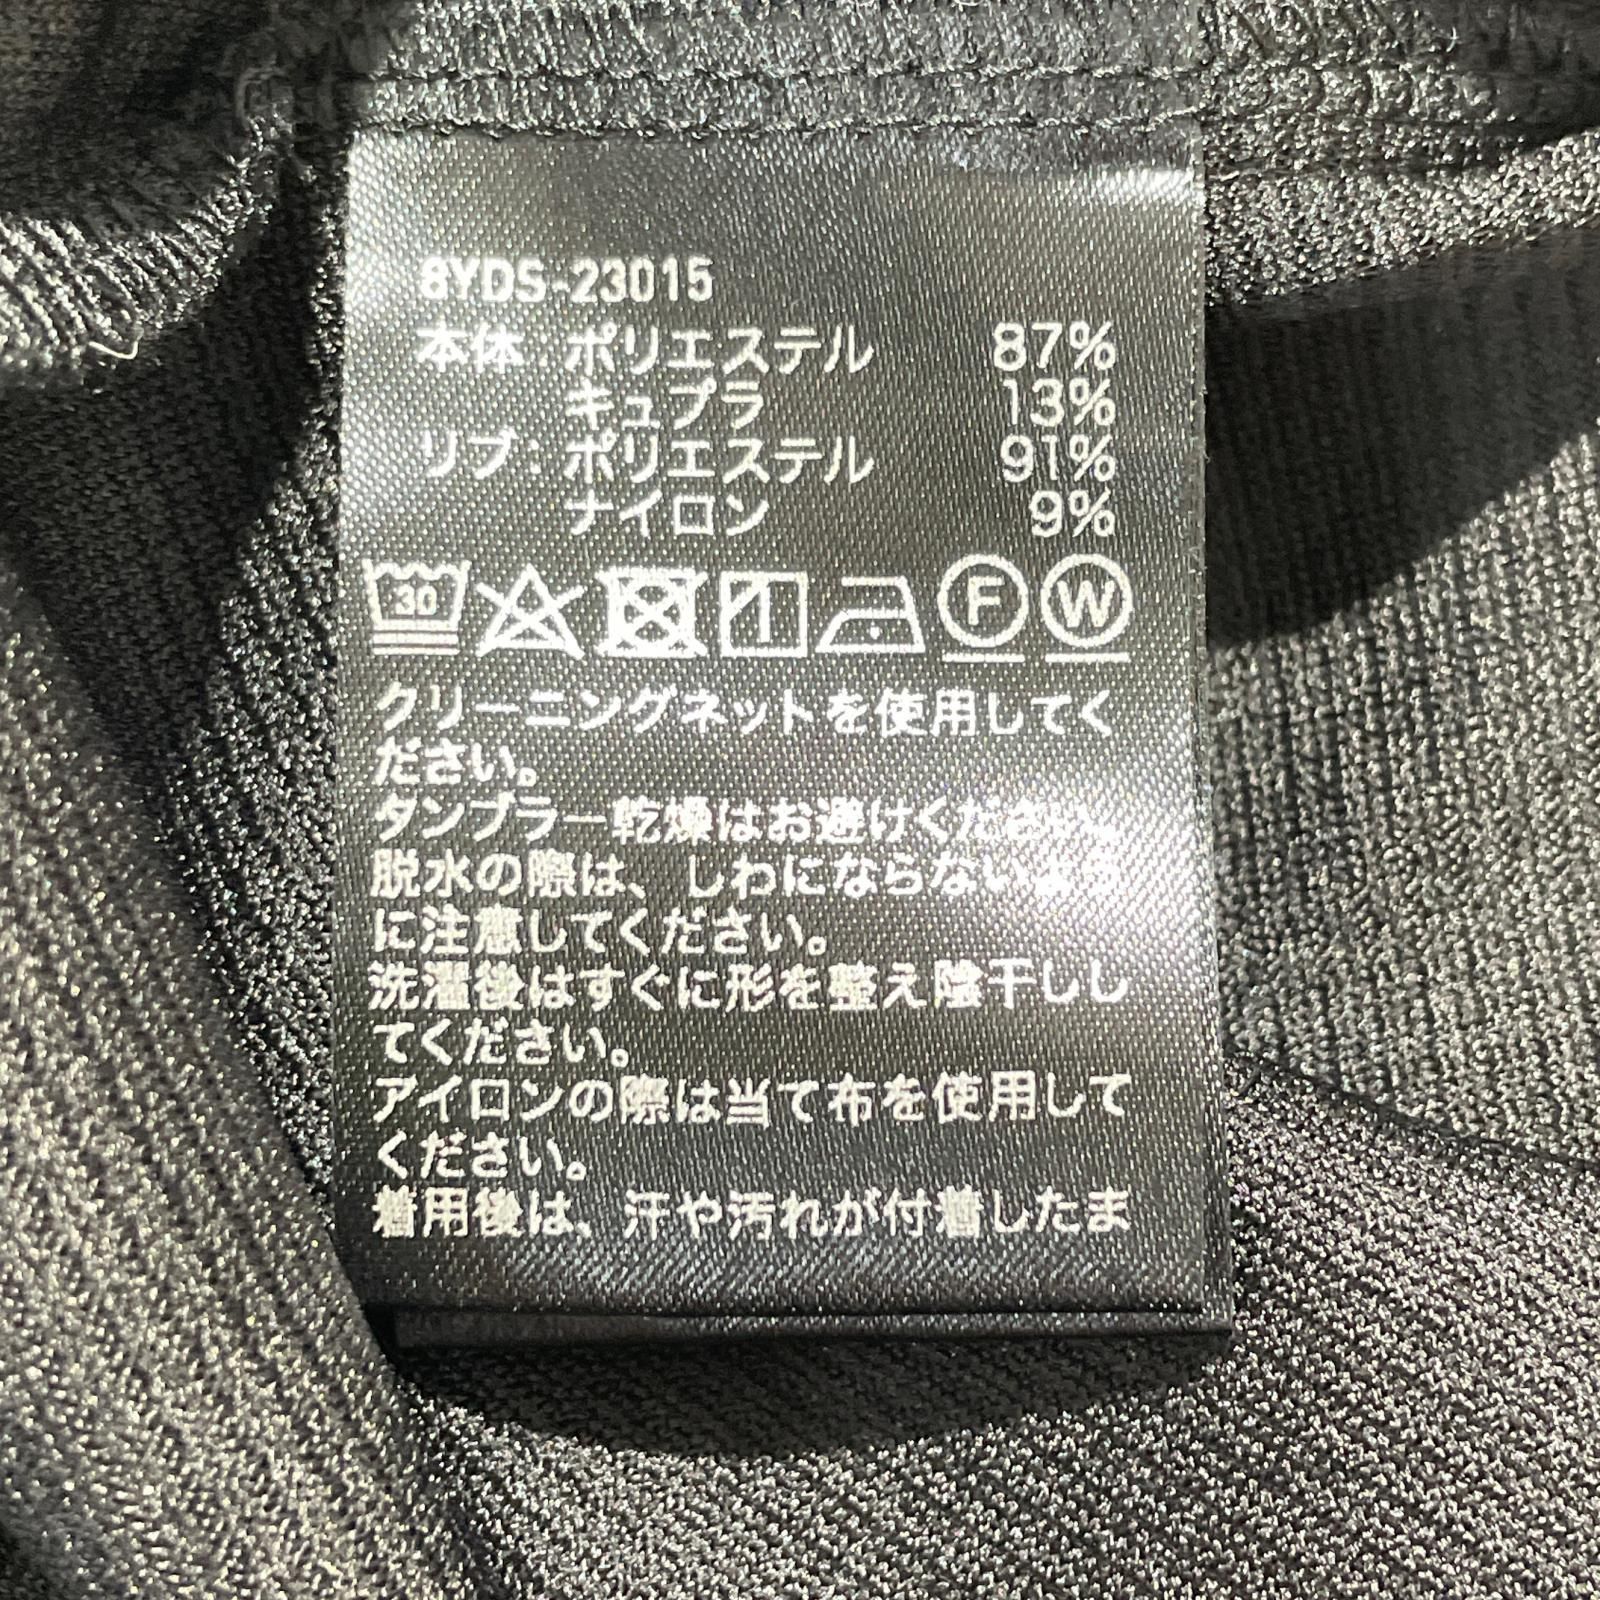 8YDS-23015
本体:ポリエステル 87%
キュプラ 13%
リブ:ポリエステル 91%
ナイロン 9%
30 F W
クリーニングネットを使用してく
ださい。
タンブラー乾燥はお避けください。
脱水の際は、しわにならないよう
に注意してください。
洗濯後はすぐに形を整え陰干しし
てください。
アイロンの際は当て布を使用して
ください。
着用後は、汗や汚れが付着したま